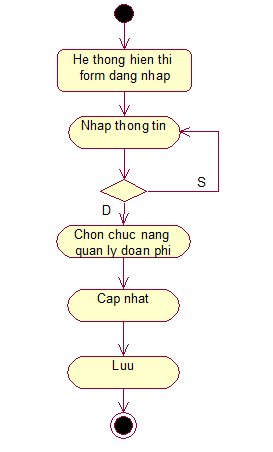 He thong hien thi
form dang nhap
Nhap thong tin
S
D
Chon chuc nang
quan ly doan phi
Cap nhat
Luu